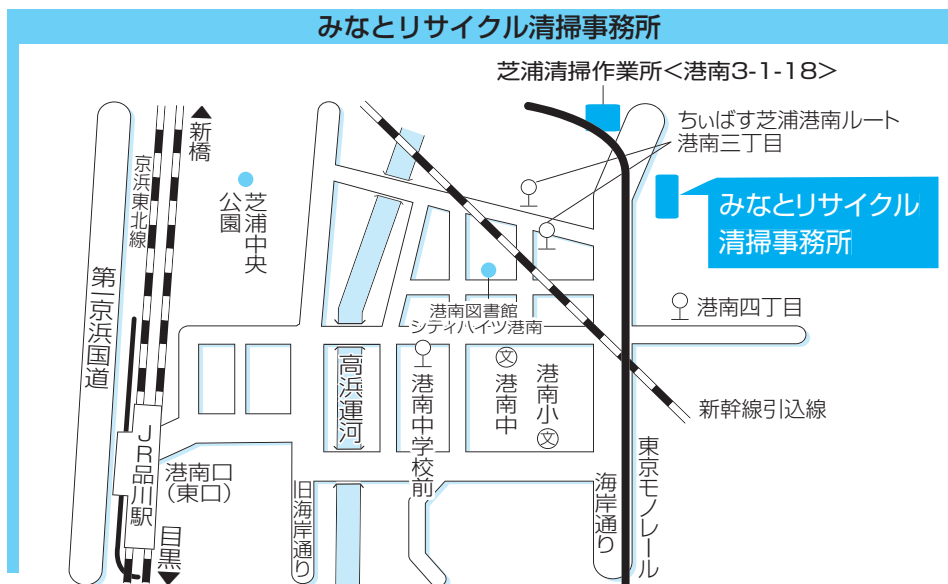 みなとリサイクル清掃事務所
芝浦清掃作業所<港南3-1-18>
ちぃばす芝浦港南ルート
港南三丁目
新橋
京浜東北線
芝浦中央
公園
みなとリサイクル
清掃事務所
第一京浜国道
港南図書館
シティハイツ港南
港南四丁目
高浜運河
港南中学校前
文
港南中
港南小
文
新幹線引込線
JR品川駅
港南口
(東口)
目黒
旧海岸通り
海岸通り
東京モノレール